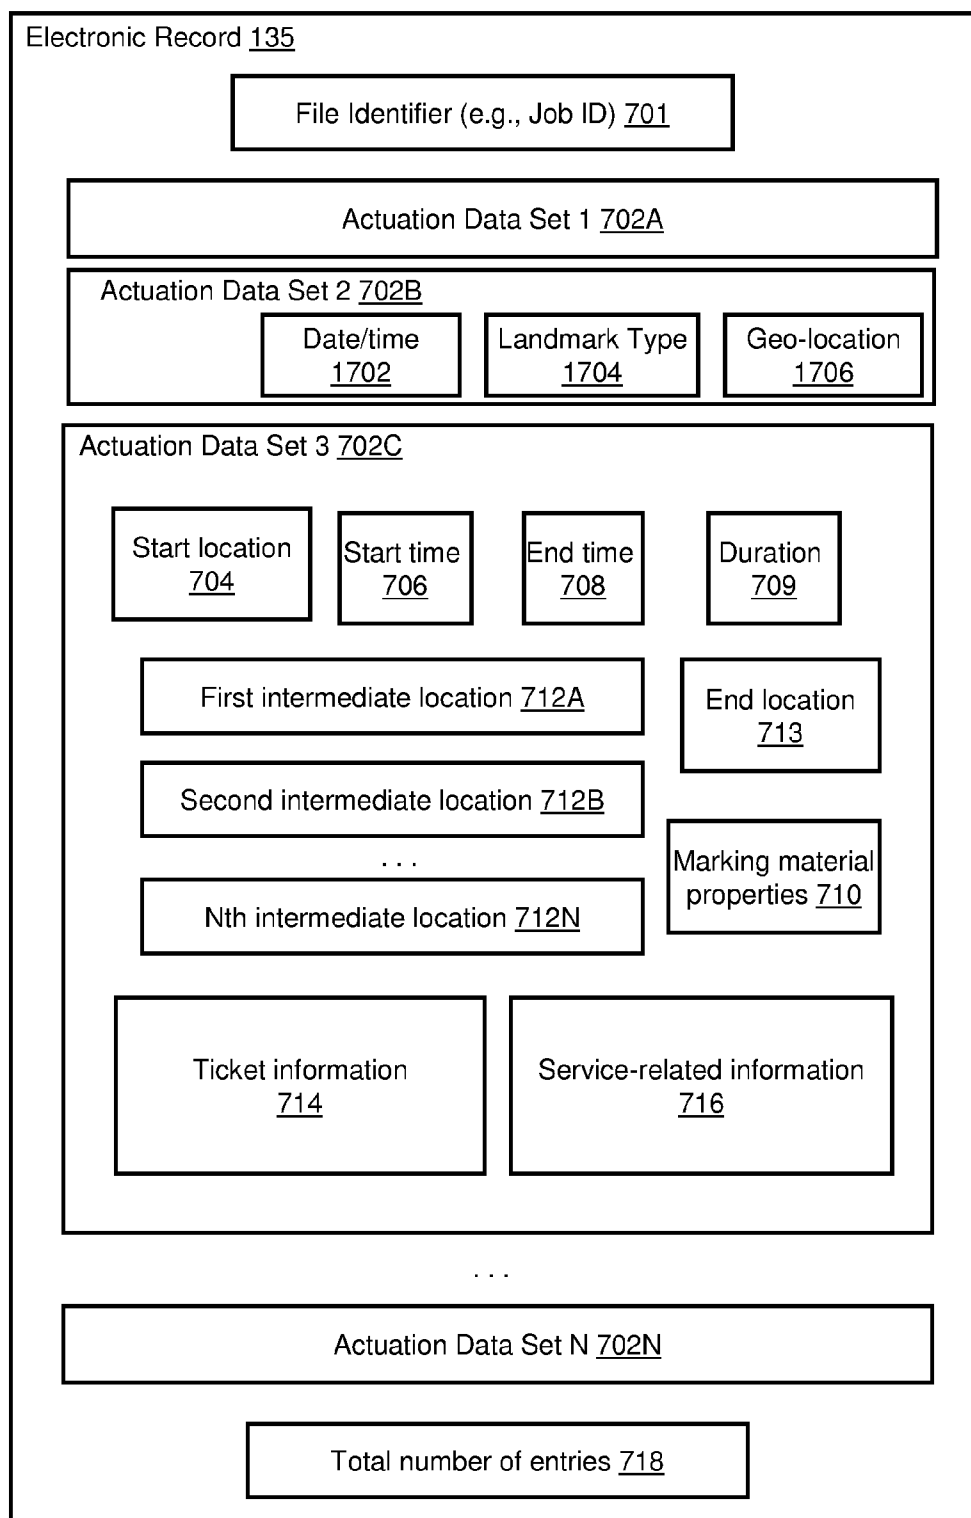 Electronic Record 135
File Identifier (e.g., Job ID) 701
Actuation Data Set 1 702A
Actuation Data Set 2 702B
Date/time
1702
Landmark Type
1704
Geo-location
1706
Actuation Data Set 3 702C
Start location
704
Start time
706
End time
708
Duration
709
First intermediate location 712A
End location
713
Second intermediate location 712B
. . .
Marking material
properties 710
Nth intermediate location 712N
Ticket information
714
Service-related information
716
. . .
Actuation Data Set N 702N
Total number of entries 718